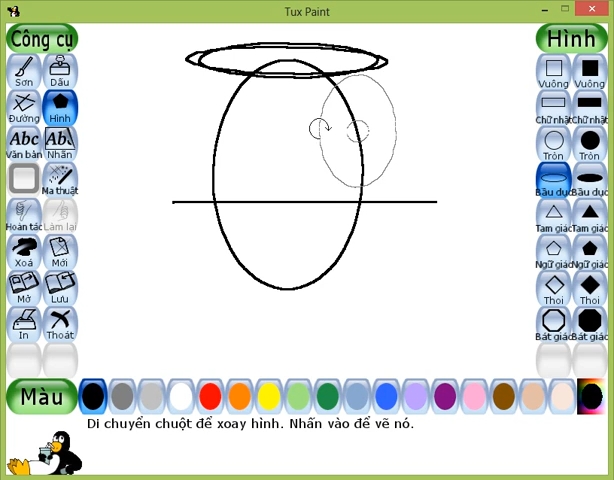 Tux Paint
Công cụ
Hình
Sơn
Dấu
Đường
Hình
Abc
Văn bản
Abc
Nhãn
Ma thuật
Hoàn tác
Làm lại
Xoá
Mới
Mở
Lưu
In
Thoát
Vuông
Vuông
Chữ nhật
Chữ nhật
Tròn
Tròn
Bầu dục
Bầu dục
Tam giác
Tam giác
Ngũ giác
Ngũ giác
Thoi
Thoi
Bát giác
Bát giác
Màu
Di chuyển chuột để xoay hình. Nhấn vào để vẽ nó.